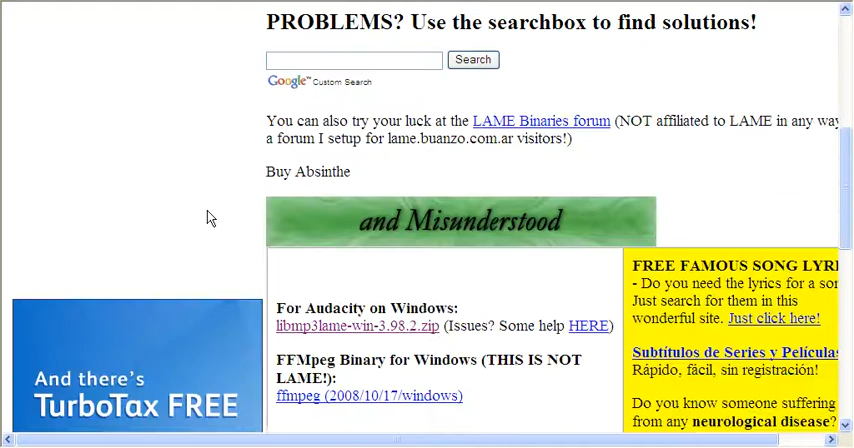 PROBLEMS? Use the searchbox to find solutions!
Search
Google™ Custom Search
You can also try your luck at the LAME Binaries forum (NOT affiliated to LAME in any way
a forum I setup for lame.buanzo.com.ar visitors!)
Buy Absinthe
and Misunderstood
For Audacity on Windows:
libmp3lame-win-3.98.2.zip (Issues? Some help HERE)
FFMpeg Binary for Windows (THIS IS NOT
LAME!):
ffmpeg (2008/10/17/windows)
FREE FAMOUS SONG LYRI
- Do you need the lyrics for a son
Just search for them in this
wonderful site. Just click here!
Subtítulos de Series y Películas
Rápido, fácil, sin registración!
Do you know someone suffering
from any neurological disease?
And there's
TurboTax FREE